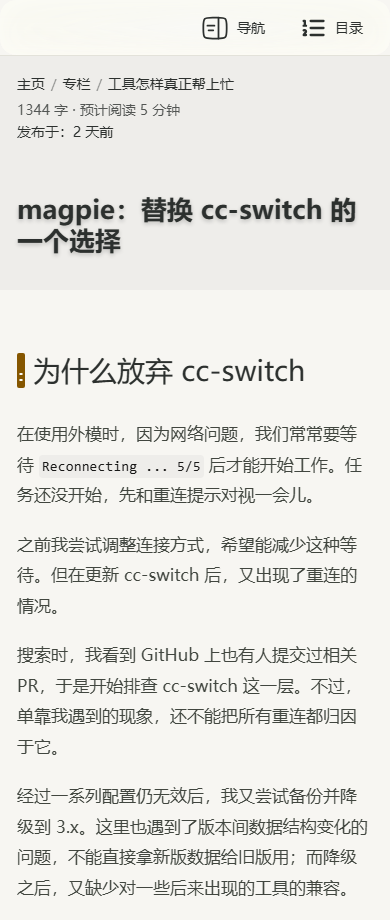 导航 目录
主页 / 专栏 / 工具怎样真正帮上忙
1344 字 · 预计阅读 5 分钟
发布于：2 天前
magpie：替换 cc-switch 的
一个选择
为什么放弃 cc-switch
在使用外模时，因为网络问题，我们常常要等
待 Reconnecting ... 5/5 后才能开始工作。任
务还没开始，先和重连提示对视一会儿。
之前我尝试调整连接方式，希望能减少这种等
待。但在更新 cc-switch 后，又出现了重连的
情况。
搜索时，我看到 GitHub 上也有人提交过相关
PR，于是开始排查 cc-switch 这一层。不过，
单靠我遇到的现象，还不能把所有重连都归因
于它。
经过一系列配置仍无效后，我又尝试备份并降
级到 3.x。这里也遇到了版本间数据结构变化的
问题，不能直接拿新版数据给旧版用；而降级
之后，又缺少对一些后来出现的工具的兼容。